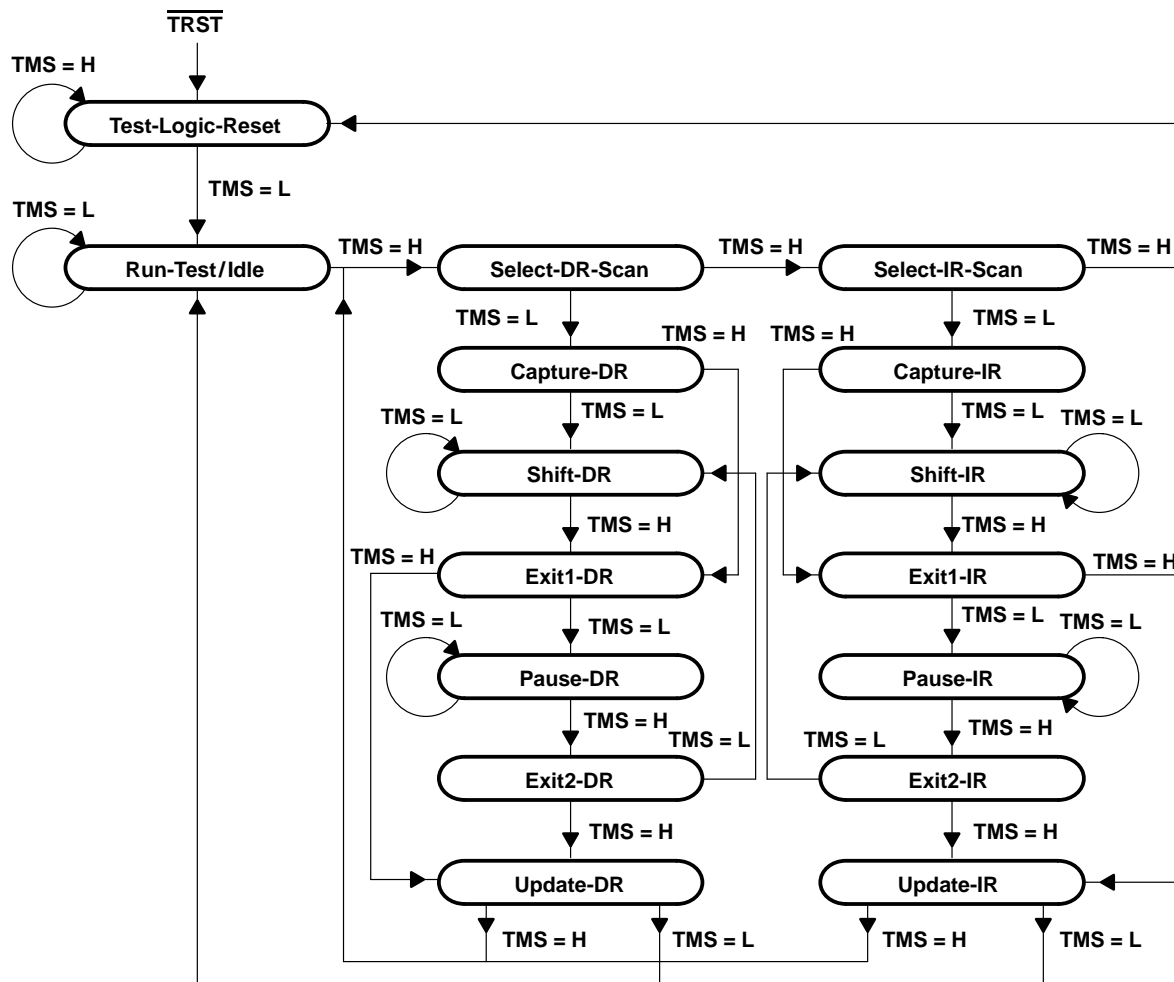 TRST
TMS = H
Test-Logic-Reset
TMS = L
TMS = L
Run-Test/Idle
TMS = H
Select-DR-Scan
TMS = H
Select-IR-Scan
TMS = H
TMS = L
TMS = H
TMS = H
TMS = L
Capture-DR
Capture-IR
TMS = L
TMS = L
TMS = L
TMS = L
Shift-DR
Shift-IR
TMS = H
TMS = H
TMS = H
Exit1-DR
Exit1-IR
TMS = H
TMS = L
TMS = L
TMS = L
TMS = L
Pause-DR
Pause-IR
TMS = H
TMS = L
TMS = L
TMS = H
Exit2-DR
Exit2-IR
TMS = H
TMS = H
Update-DR
Update-IR
TMS = H
TMS = L
TMS = H
TMS = L